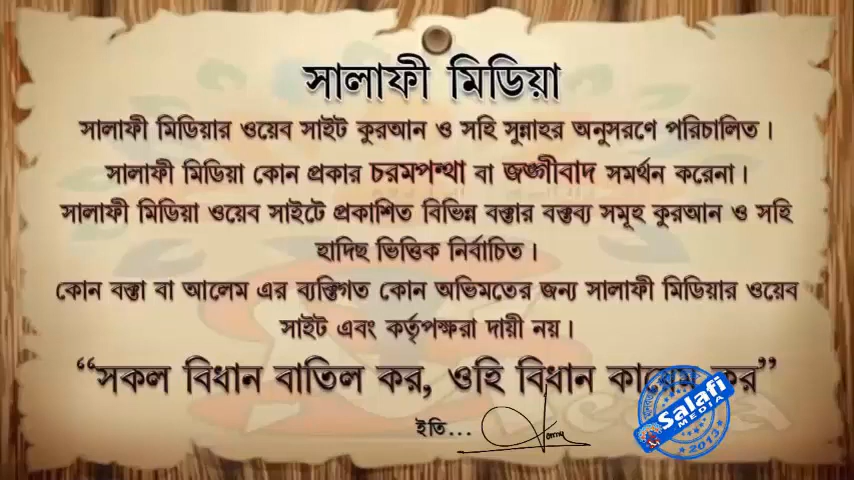 সালাফী মিডিয়া
সালাফী মিডিয়ার ওয়েব সাইট কুরআন ও সহি সুন্নাহর অনুসরণে পরিচালিত।
সালাফী মিডিয়া কোন প্রকার চরমপন্থা বা জঙ্গীবাদ সমর্থন করেনা।
সালাফী মিডিয়া ওয়েব সাইটে প্রকাশিত বিভিন্ন বক্তার বক্তব্য সমূহ কুরআন ও সহি
হাদিছ ভিত্তিক নির্বাচিত।
কোন বক্তা বা আলেম এর ব্যক্তিগত কোন অভিমতের জন্য সালাফী মিডিয়ার ওয়েব
সাইট এবং কর্তৃপক্ষরা দায়ী নয়।
“সকল বিধান বাতিল কর, ওহি বিধান কায়েম কর”
ইতি...
Salafi
MEDIA
2013